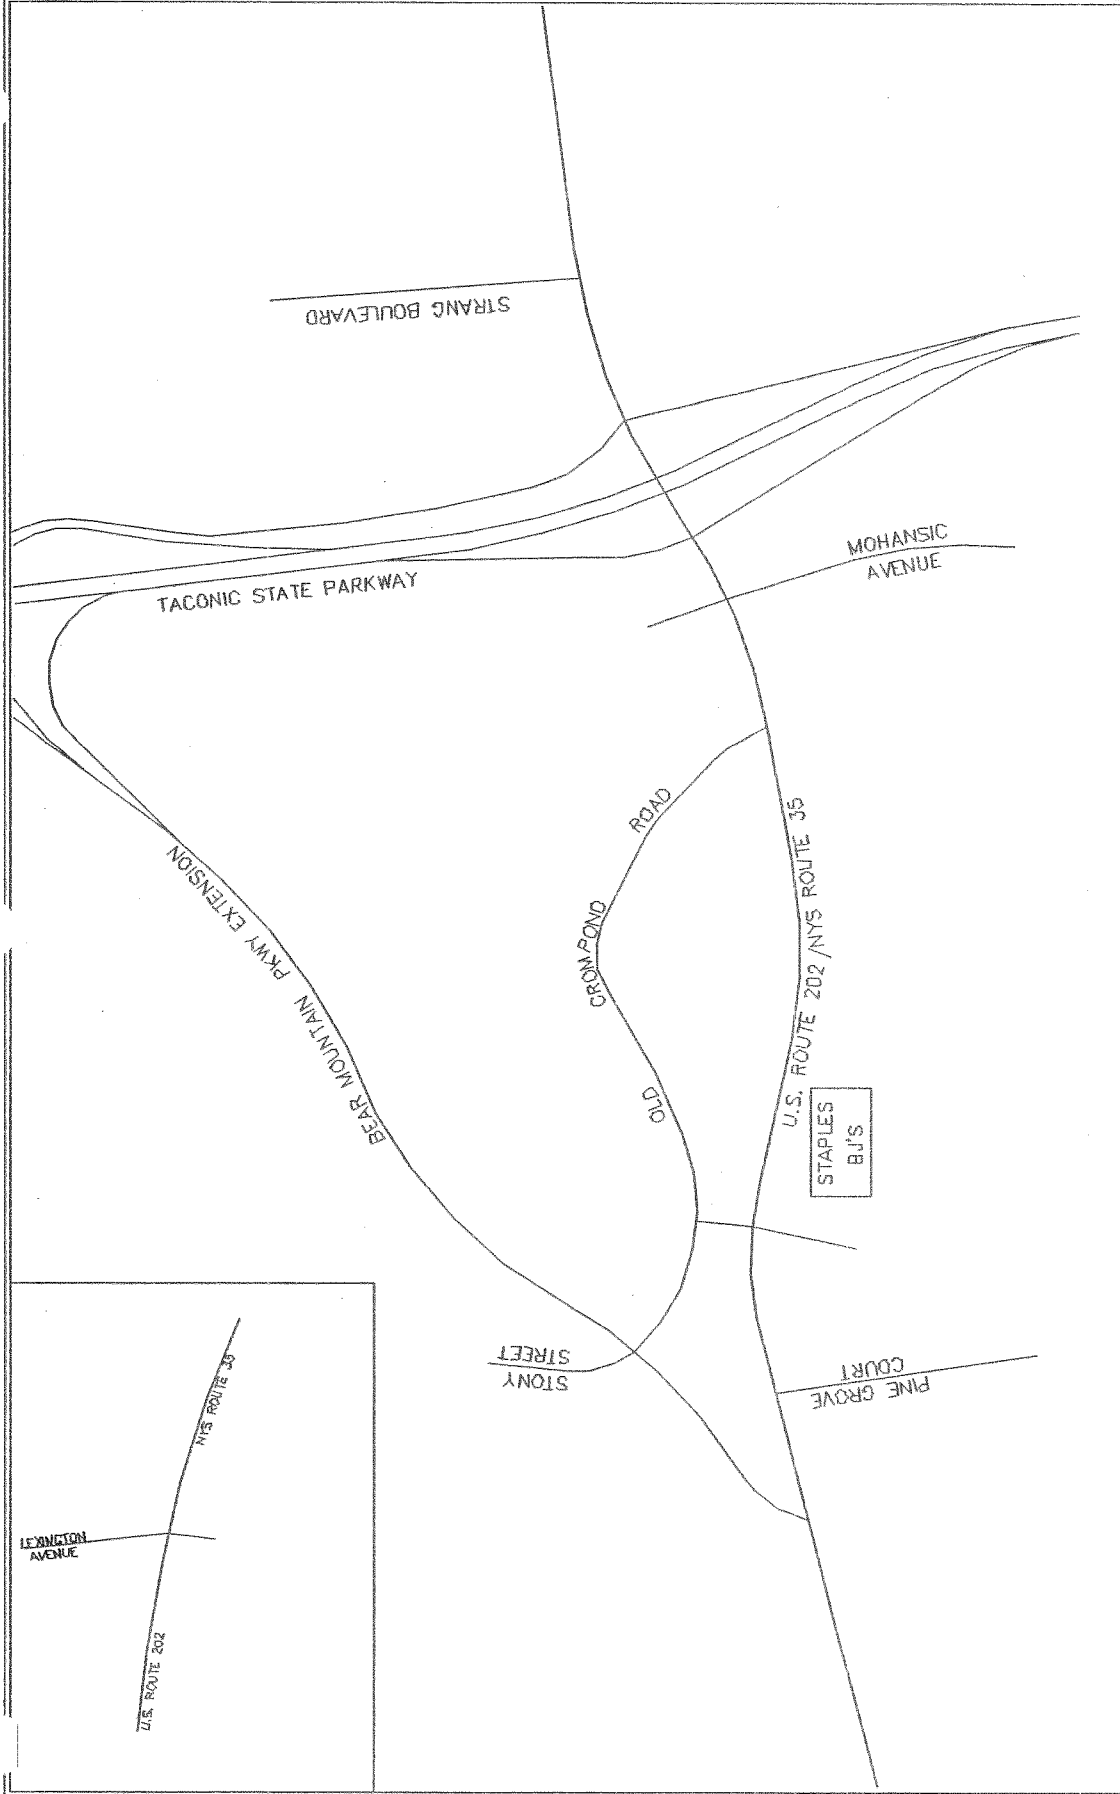 STRANG BOULEVARD
TACONIC STATE PARKWAY
MOHANSIC
AVENUE
BEAR MOUNTAIN PKWY EXTENSION
OLD CROMPOND ROAD
U.S. ROUTE 202 / NYS ROUTE 35
STAPLES
BJ'S
STONY
STREET
PINE GROVE
COURT
LEXINGTON
AVENUE
U.S. ROUTE 202
NYS ROUTE 35